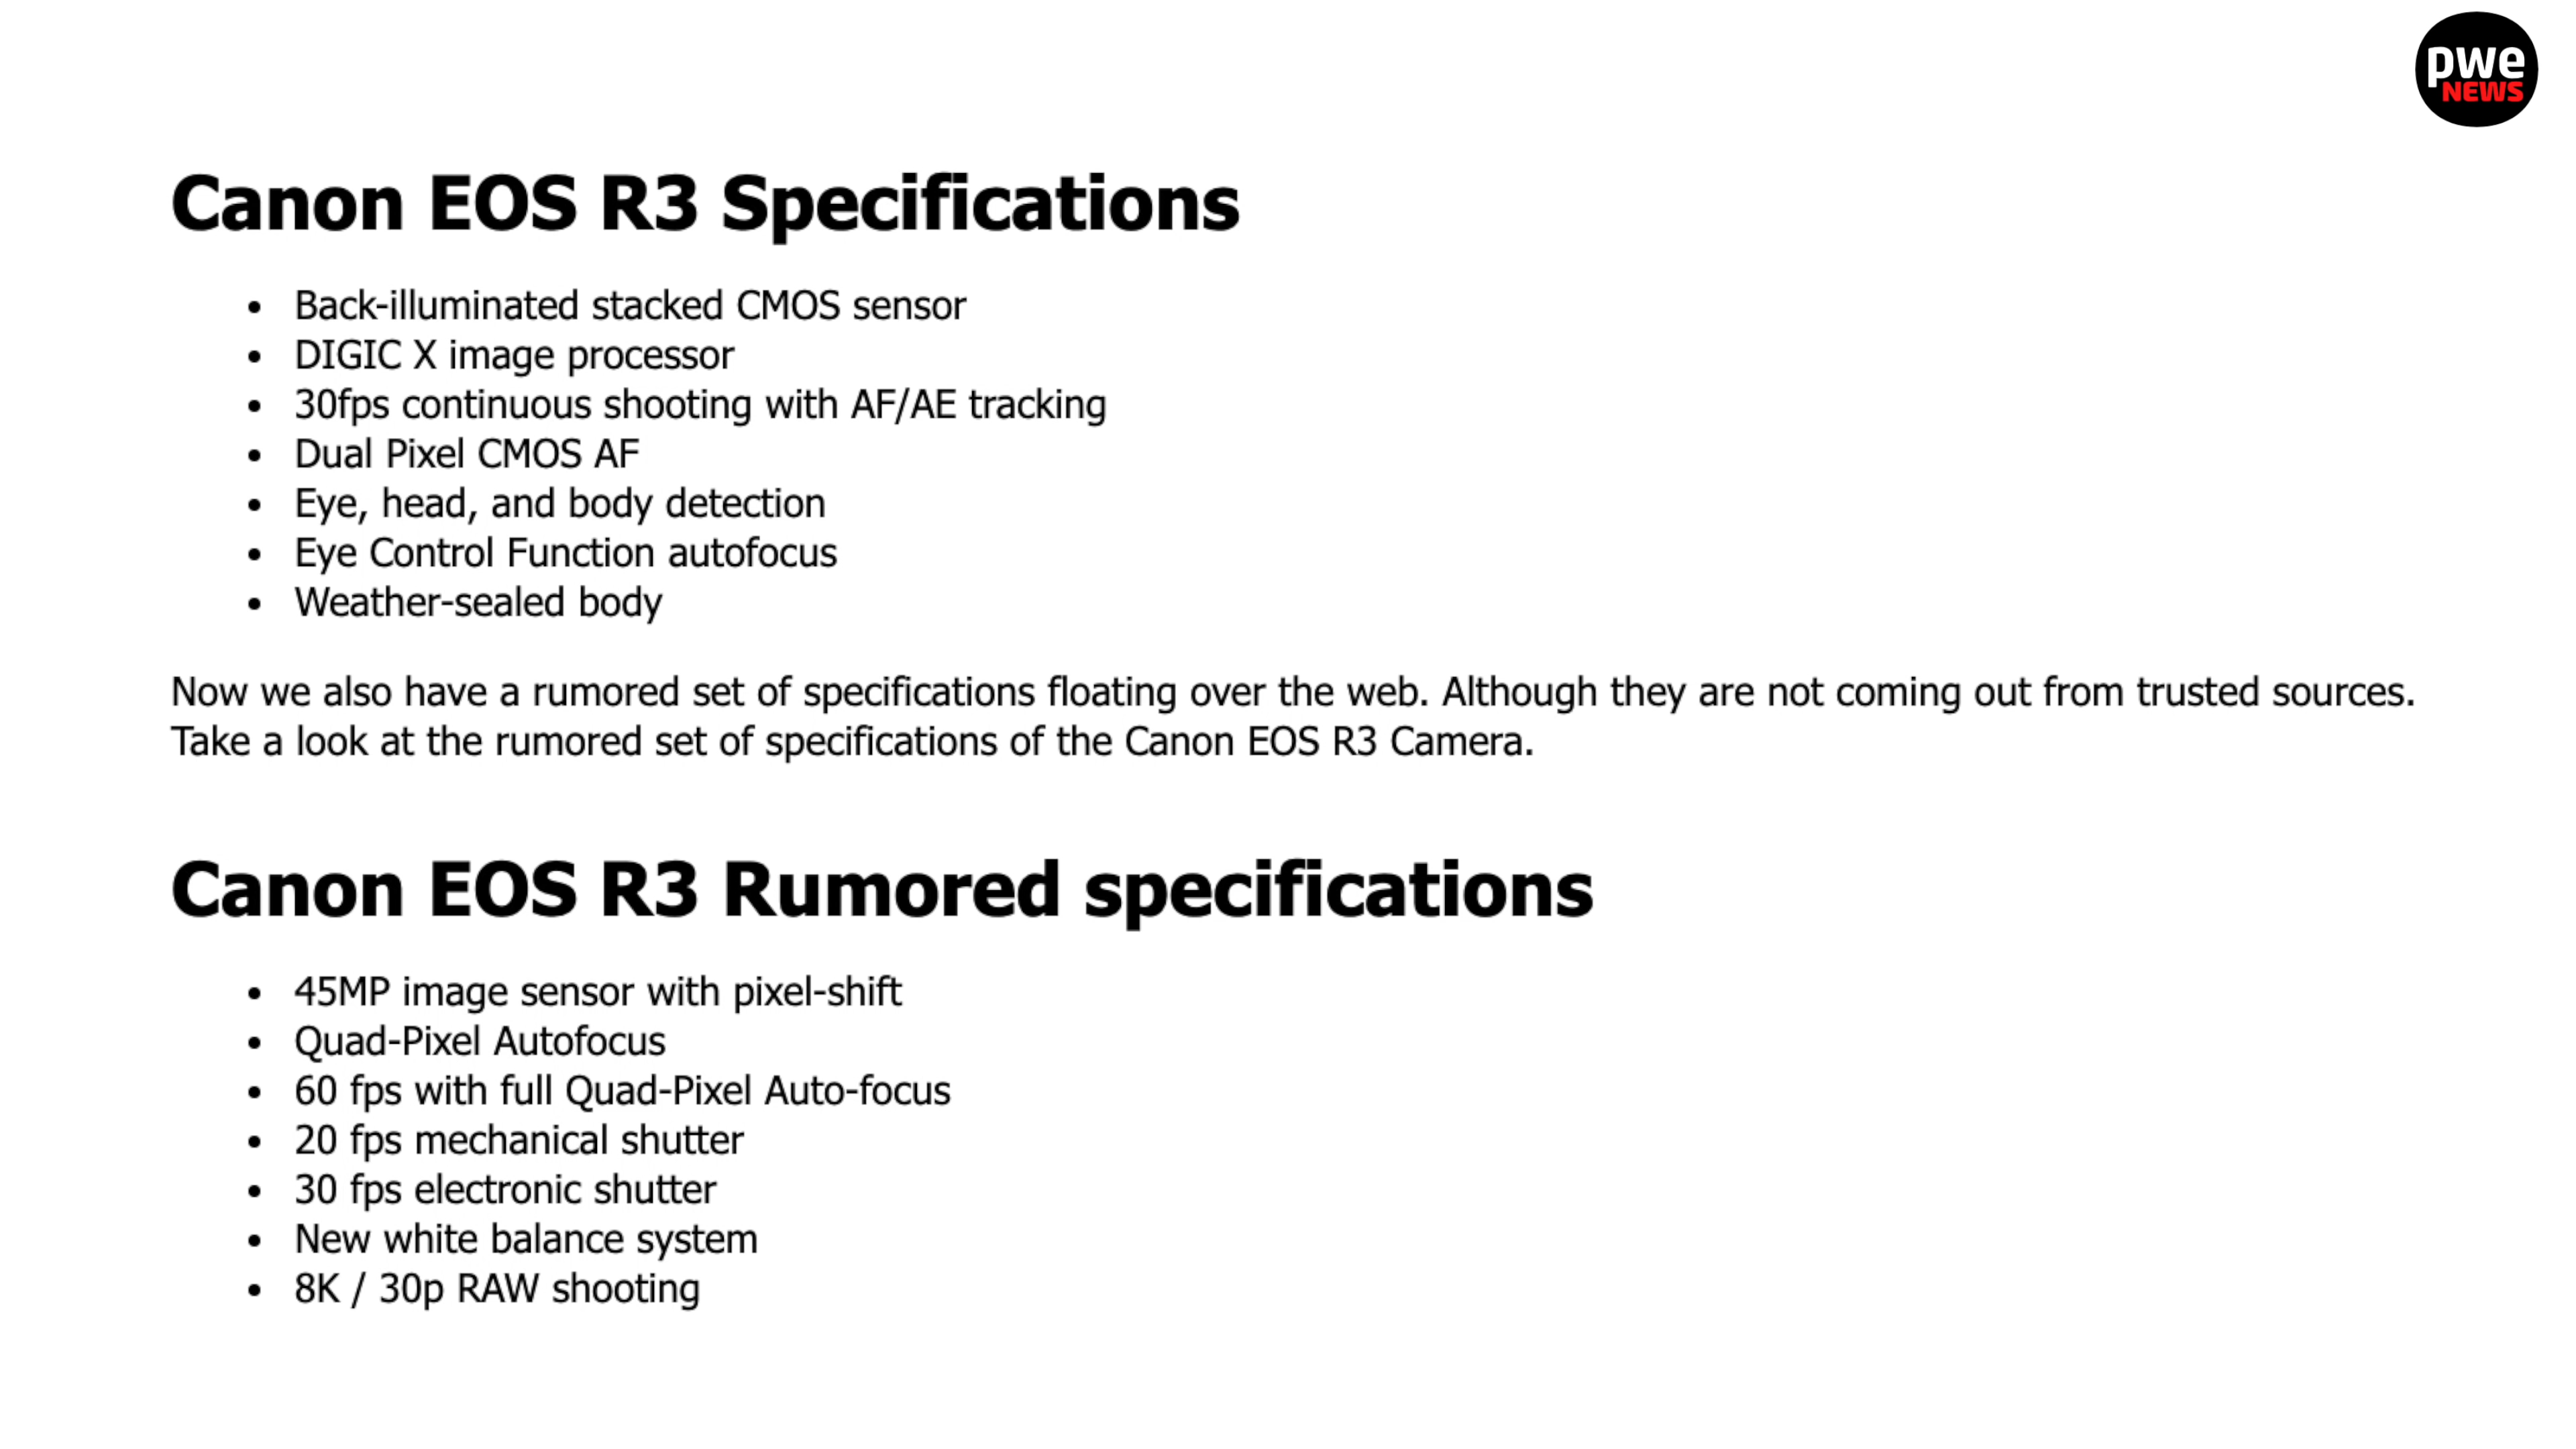 pwe
NEWS
Canon EOS R3 Specifications
• Back-illuminated stacked CMOS sensor
• DIGIC X image processor
• 30fps continuous shooting with AF/AE tracking
• Dual Pixel CMOS AF
• Eye, head, and body detection
• Eye Control Function autofocus
• Weather-sealed body
Now we also have a rumored set of specifications floating over the web. Although they are not coming out from trusted sources.
Take a look at the rumored set of specifications of the Canon EOS R3 Camera.
Canon EOS R3 Rumored specifications
• 45MP image sensor with pixel-shift
• Quad-Pixel Autofocus
• 60 fps with full Quad-Pixel Auto-focus
• 20 fps mechanical shutter
• 30 fps electronic shutter
• New white balance system
• 8K / 30p RAW shooting